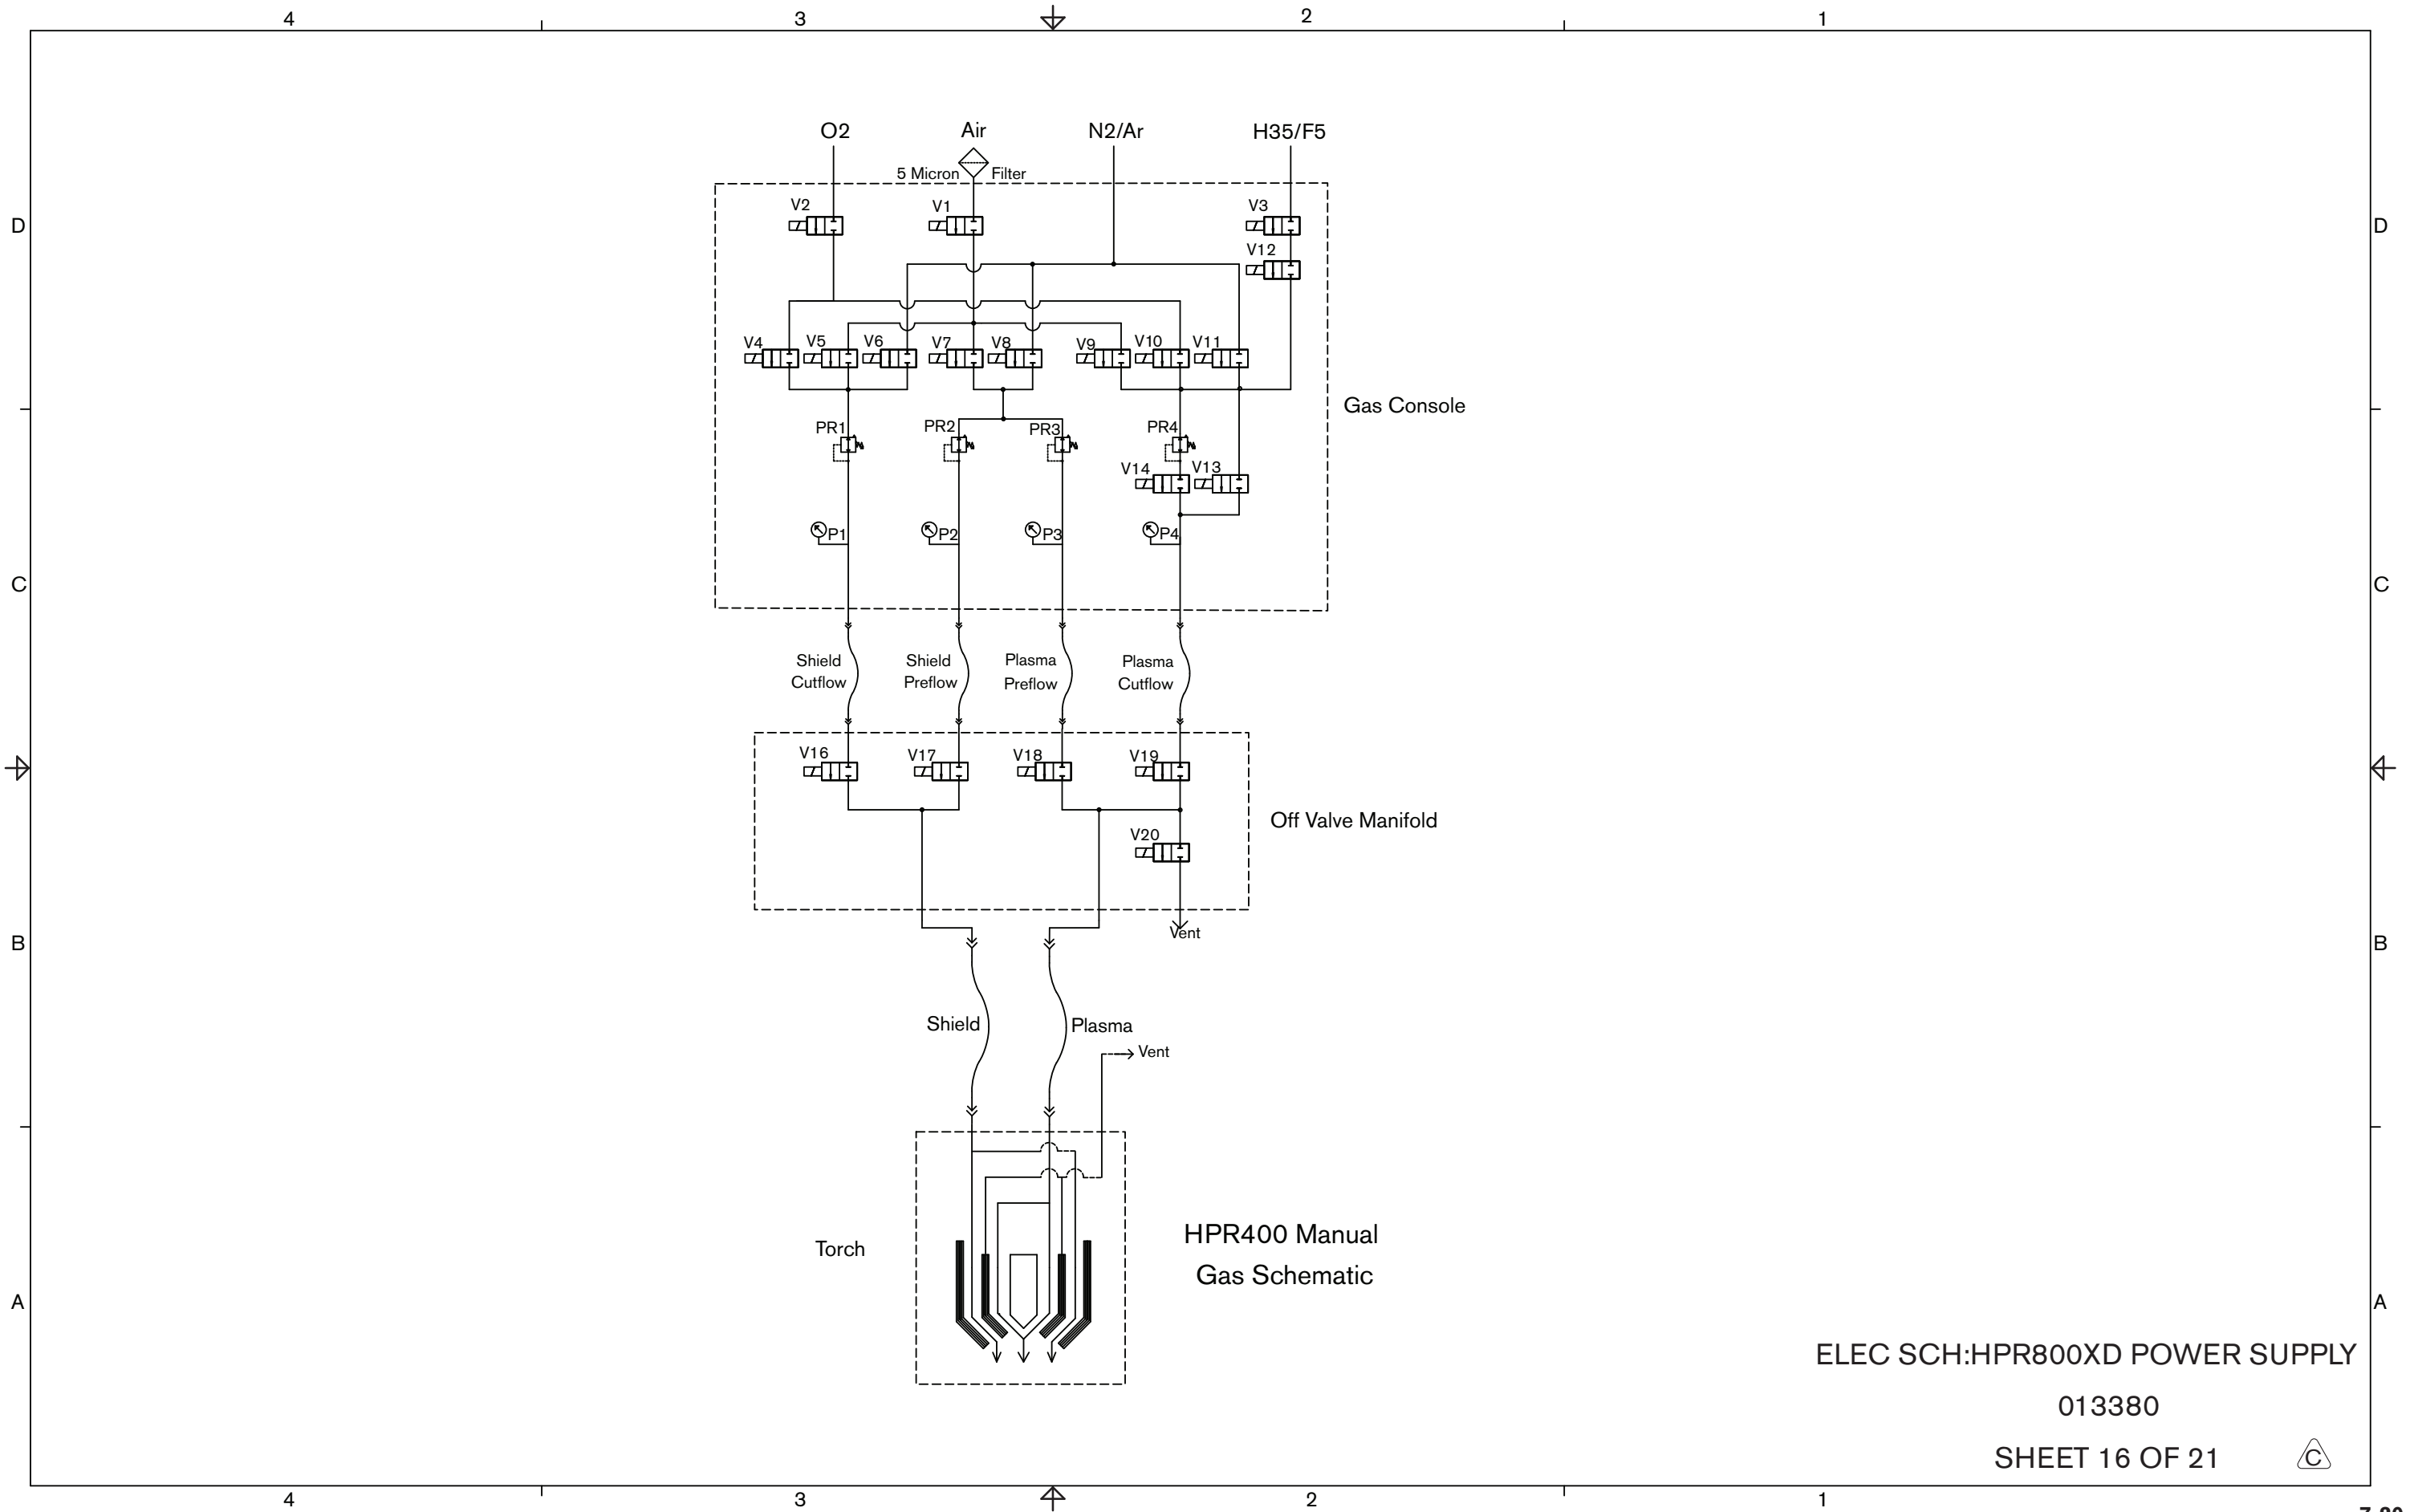 4 3 2 1
O2 Air N2/Ar H35/F5
5 Micron Filter
V2 V1 V3
D D
V12
V4 V5 V6 V7 V8 V9 V10 V11
Gas Console
PR1 PR2 PR3 PR4
V14 V13
P1 P2 P3 P4
C C
Shield Shield Plasma Plasma
Cutflow Preflow Preflow Cutflow
V16 V17 V18 V19
Off Valve Manifold
V20
Vent
B B
Shield Plasma
Vent
HPR400 Manual
Torch
Gas Schematic
A A
ELEC SCH:HPR800XD POWER SUPPLY
013380
SHEET 16 OF 21 C
4 3 2 1